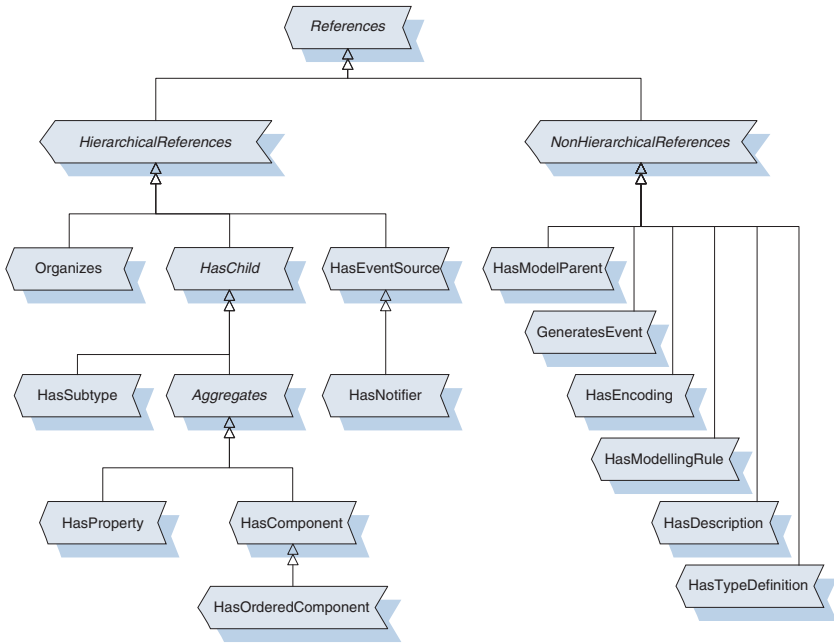 References
HierarchicalReferences
NonHierarchicalReferences
Organizes
HasChild
HasEventSource
HasModelParent
GeneratesEvent
HasSubtype
Aggregates
HasNotifier
HasEncoding
HasModellingRule
HasProperty
HasComponent
HasDescription
HasTypeDefinition
HasOrderedComponent